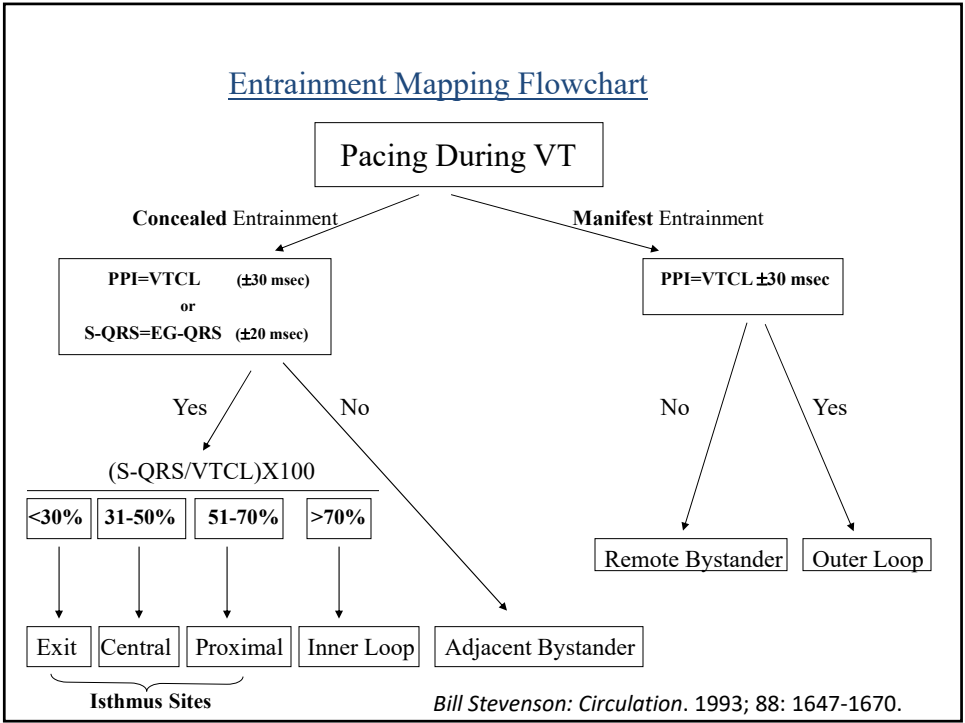 Entrainment Mapping Flowchart
Pacing During VT
Concealed Entrainment
Manifest Entrainment
PPI=VTCL (±30 msec)
or
S-QRS=EG-QRS (±20 msec)
PPI=VTCL ±30 msec
Yes
No
No
Yes
(S-QRS/VTCL)X100
<30%
31-50%
51-70%
>70%
Remote Bystander
Outer Loop
Exit
Central
Proximal
Inner Loop
Adjacent Bystander
Isthmus Sites
Bill Stevenson: Circulation. 1993; 88: 1647-1670.